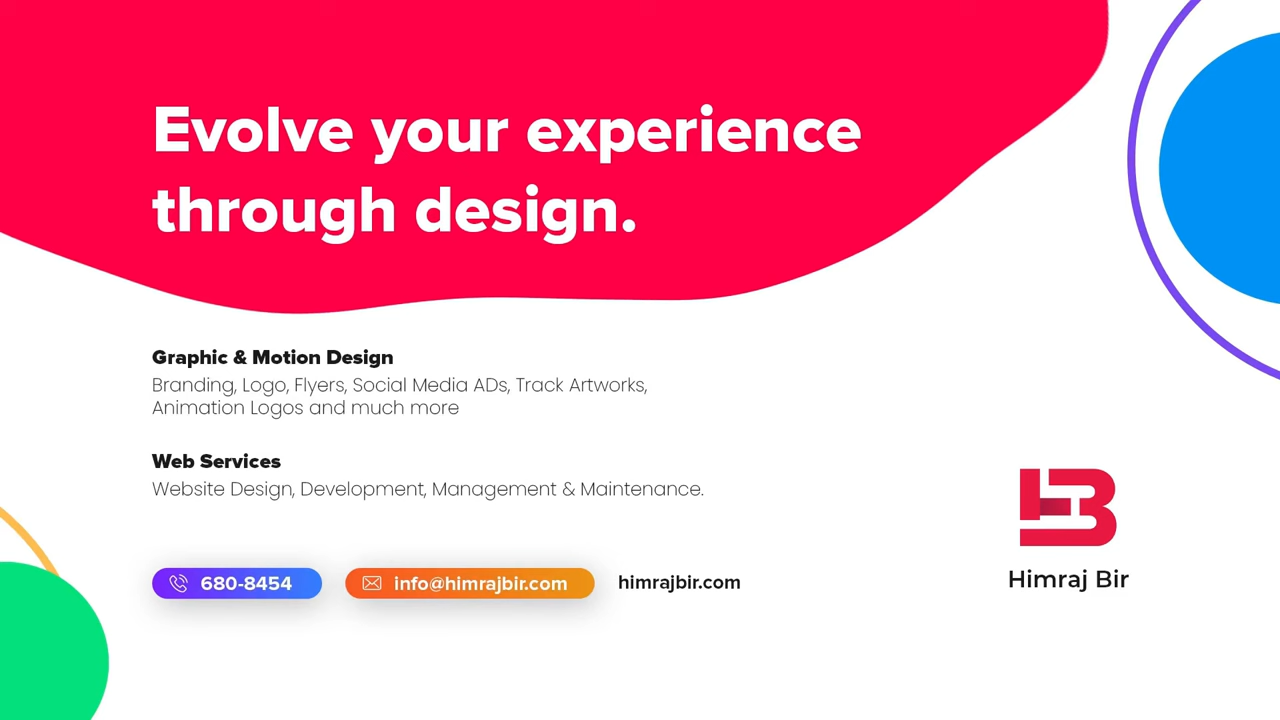 Evolve your experience
through design.
Graphic & Motion Design
Branding, Logo, Flyers, Social Media ADs, Track Artworks,
Animation Logos and much more
Web Services
Website Design, Development, Management & Maintenance.
680-8454
info@himrajbir.com
himrajbir.com
Himraj Bir